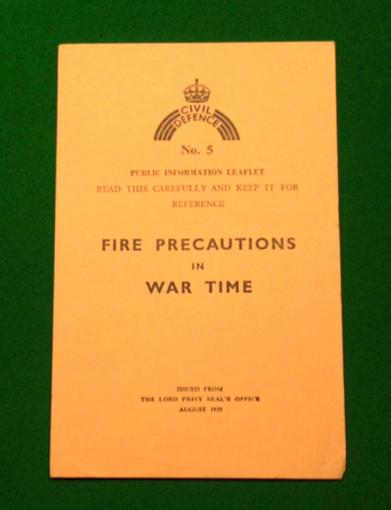 CIVIL
DEFENCE
No. 5
PUBLIC INFORMATION LEAFLET
READ THIS CAREFULLY AND KEEP IT FOR
REFERENCE
FIRE PRECAUTIONS
IN
WAR TIME
ISSUED FROM
THE LORD PRIVY SEAL'S OFFICE
AUGUST 1939